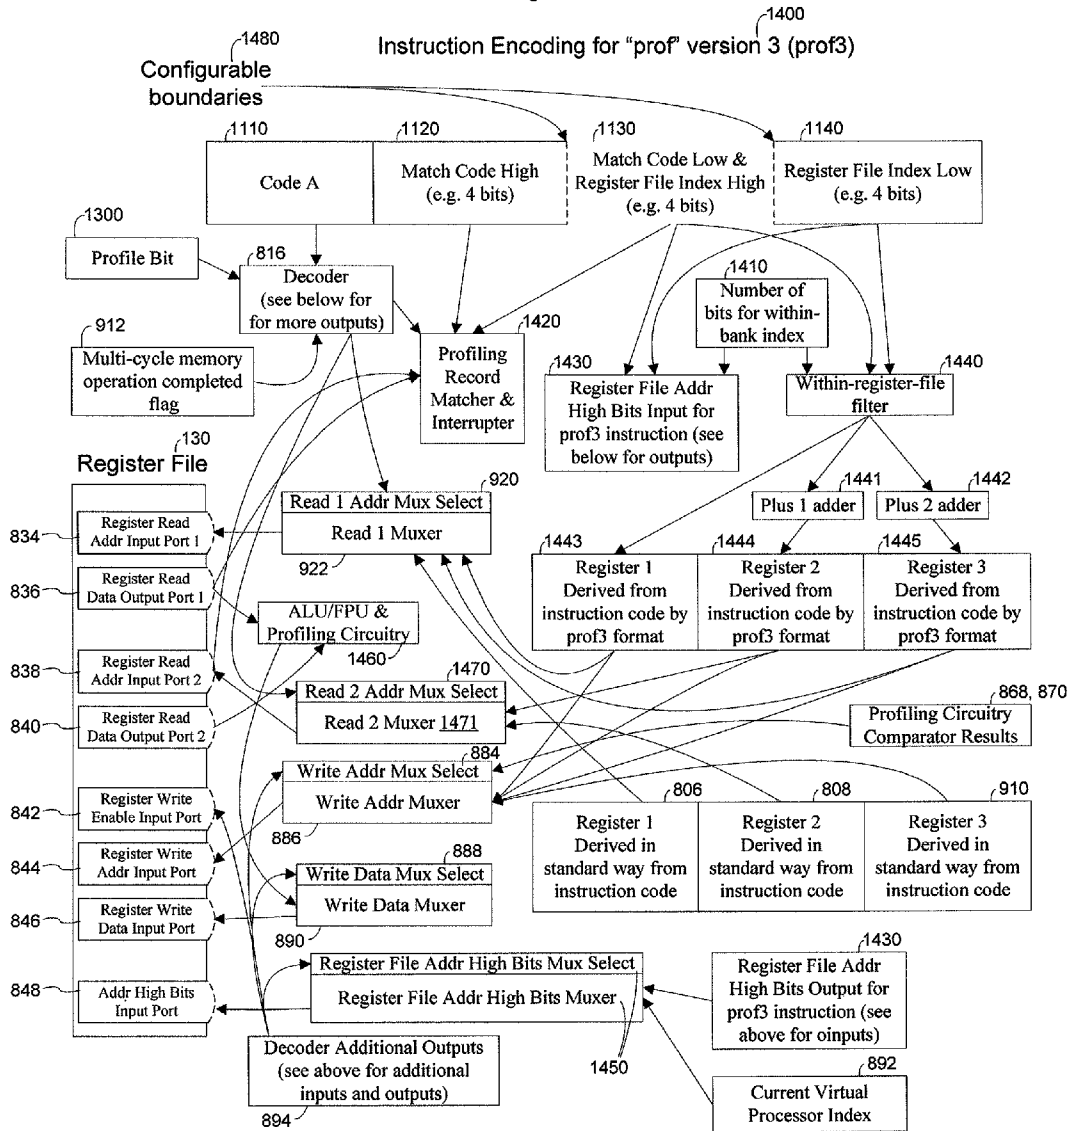 1400
Instruction Encoding for “prof” version 3 (prof3)
1480
Configurable
boundaries
1110
1120
1130
1140
Code A
Match Code High
(e.g. 4 bits)
Match Code Low &
Register File Index High
(e.g. 4 bits)
Register File Index Low
(e.g. 4 bits)
1300
Profile Bit
816
Decoder
(see below for
for more outputs)
1410
Number of
bits for within-
bank index
912
Multi-cycle memory
operation completed
flag
1420
Profiling
Record
Matcher &
Interrupter
1430
Register File Addr
High Bits Input for
prof3 instruction (see
below for outputs)
1440
Within-register-file
filter
130
Register File
920
Read 1 Addr Mux Select
Read 1 Muxer
922
1441
Plus 1 adder
1442
Plus 2 adder
834
Register Read
Addr Input Port 1
836
Register Read
Data Output Port 1
1443
Register 1
Derived from
instruction code by
prof3 format
1444
Register 2
Derived from
instruction code by
prof3 format
1445
Register 3
Derived from
instruction code by
prof3 format
ALU/FPU &
Profiling Circuitry
1460
838
Register Read
Addr Input Port 2
840
Register Read
Data Output Port 2
1470
Read 2 Addr Mux Select
Read 2 Muxer 1471
868, 870
Profiling Circuitry
Comparator Results
884
Write Addr Mux Select
Write Addr Muxer
886
842
Register Write
Enable Input Port
844
Register Write
Addr Input Port
846
Register Write
Data Input Port
806
Register 1
Derived in
standard way from
instruction code
808
Register 2
Derived in
standard way from
instruction code
910
Register 3
Derived in
standard way from
instruction code
888
Write Data Mux Select
Write Data Muxer
890
848
Addr High Bits
Input Port
Register File Addr High Bits Mux Select
Register File Addr High Bits Muxer
1450
1430
Register File Addr
High Bits Output for
prof3 instruction (see
above for oinputs)
Decoder Additional Outputs
(see above for additional
inputs and outputs)
894
892
Current Virtual
Processor Index